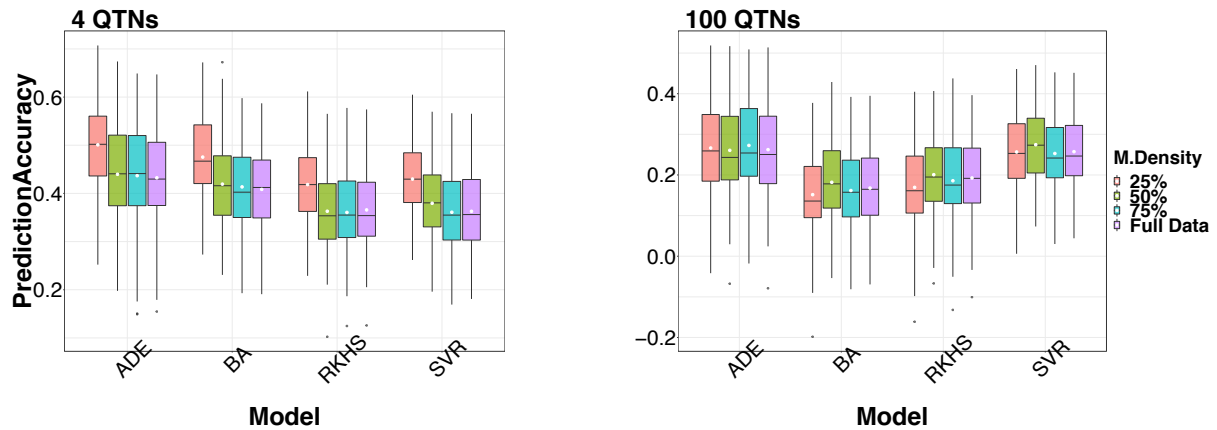 4 QTNs
PredictionAccuracy
0.6
0.4
0.2
ADE
BA
RKHS
SVR
Model
100 QTNs
0.4
0.2
0.0
−0.2
ADE
BA
RKHS
SVR
Model
M.Density
25%
50%
75%
Full Data